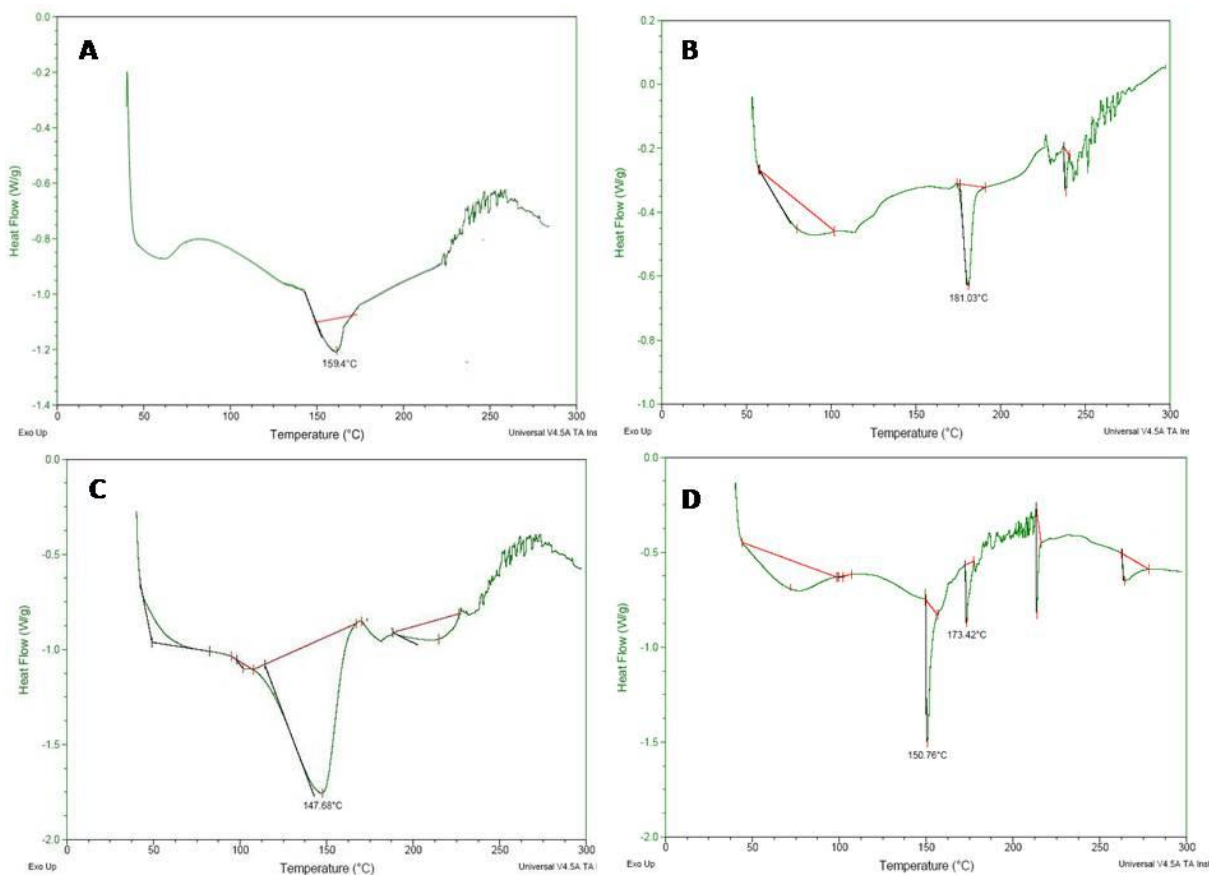 A
Heat Flow (W/g)
0.0
-0.2
-0.4
-0.6
-0.8
-1.0
-1.2
-1.4
159.4°C
0
50
100
150
200
250
300
Exo Up
Temperature (°C)
Universal V4.5A TA Ins
B
Heat Flow (W/g)
0.2
0.0
-0.2
-0.4
-0.6
-0.8
-1.0
181.03°C
0
50
100
150
200
250
300
Exo Up
Temperature (°C)
Universal V4.5A TA Inst
C
Heat Flow (W/g)
0.0
-0.5
-1.0
-1.5
-2.0
147.68°C
0
50
100
150
200
250
300
Exo Up
Temperature (°C)
Universal V4.5A TA I
D
Heat Flow (W/g)
0.0
-0.5
-1.0
-1.5
-2.0
173.42°C
150.76°C
0
50
100
150
200
250
300
Exo Up
Temperature (°C)
Universal V4.5A TA Inst